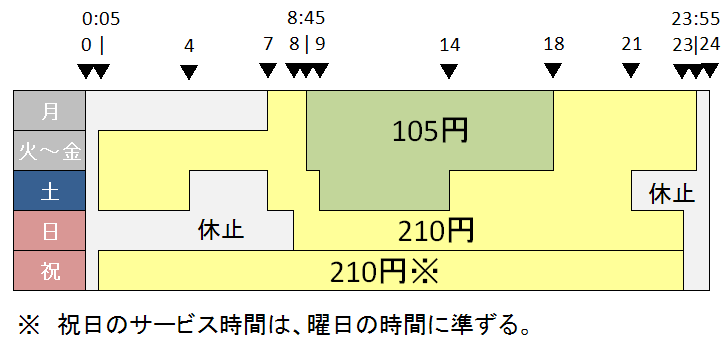 0:05 8:45 23:55
0 4 7 8 9 14 18 21 23 24
月
105円
火～金
土
休止
日
休止
210円
祝
210円※
※ 祝日のサービス時間は、曜日の時間に準ずる。